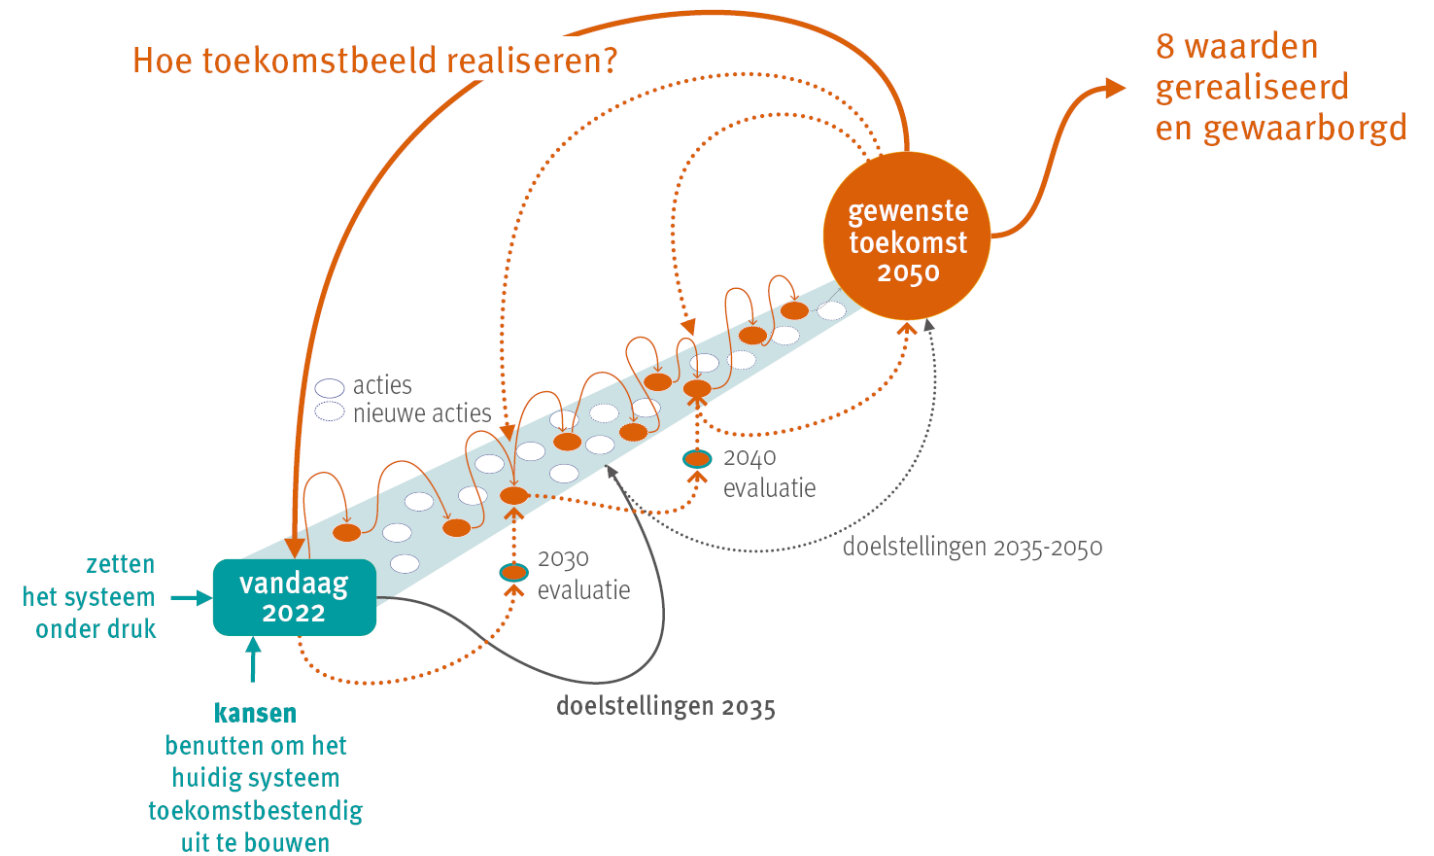 Hoe toekomstbeeld realiseren?
8 waarden
gerealiseerd
en gewaarborgd
gewenste
toekomst
2050
acties
nieuwe acties
2040
evaluatie
doelstellingen 2035-2050
2030
evaluatie
zetten
het systeem
onder druk
vandaag
2022
doelstellingen 2035
kansen
benutten om het
huidig systeem
toekomstbestendig
uit te bouwen